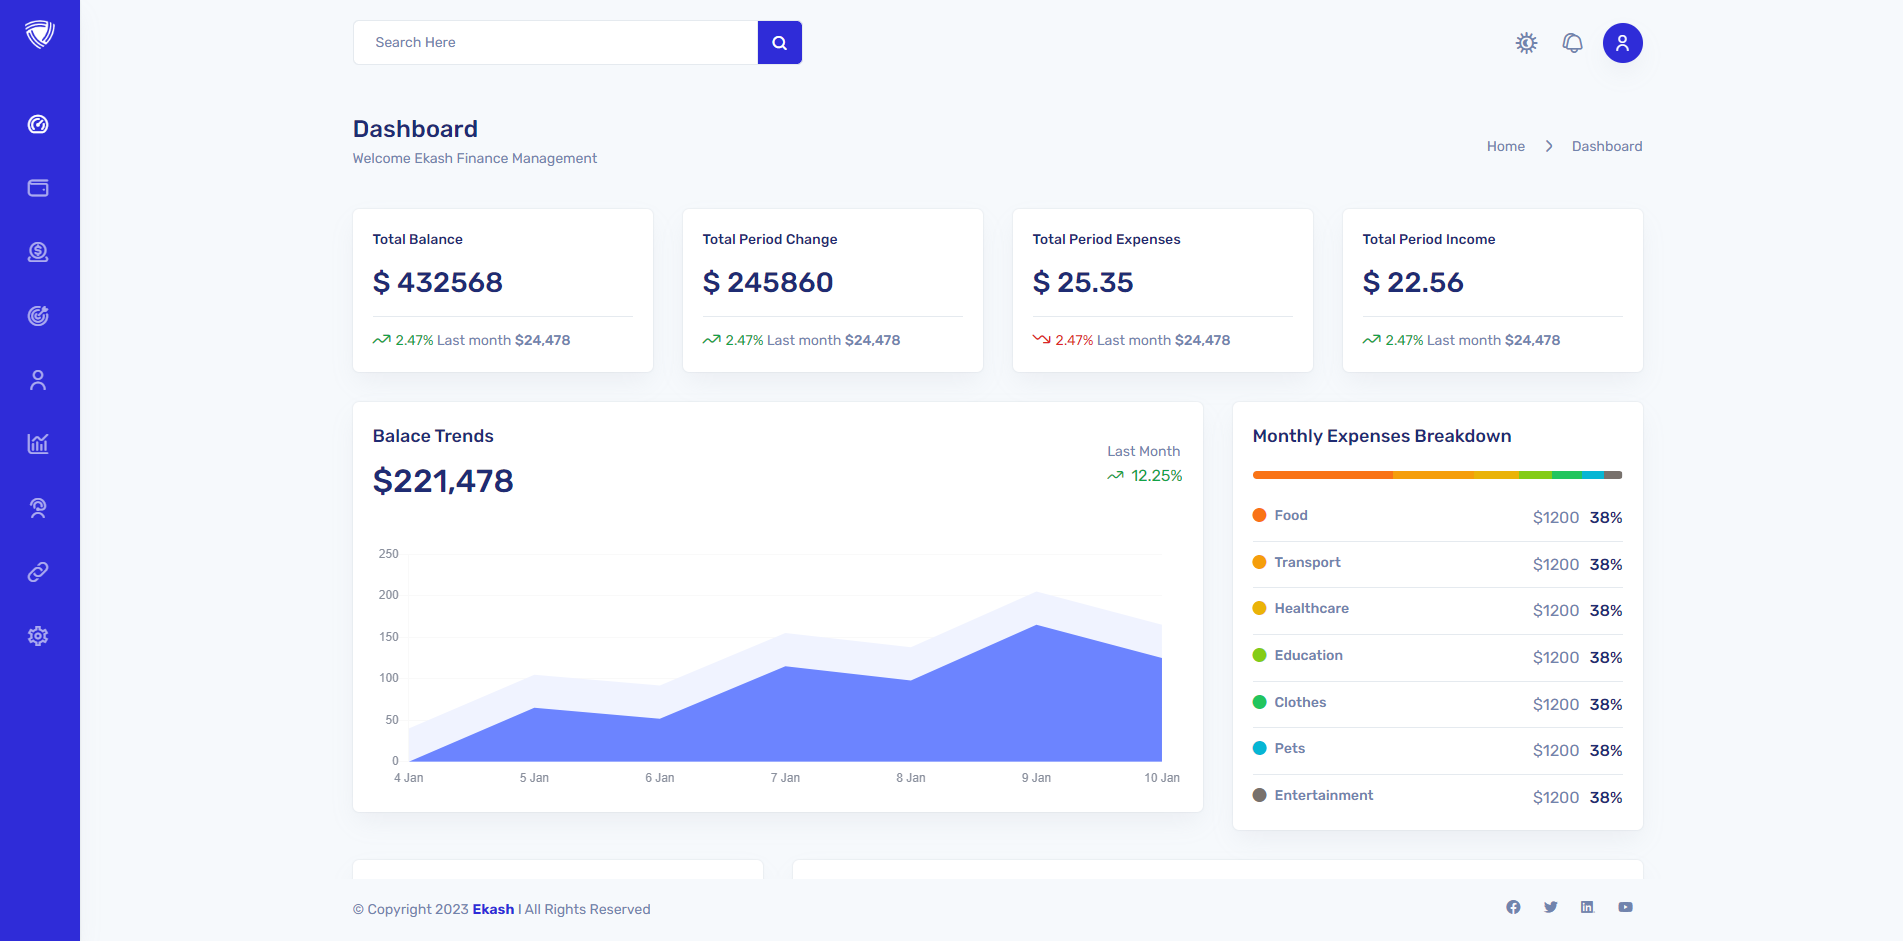 Search Here
Dashboard
Welcome Ekash Finance Management
Home
Dashboard
Total Balance
$ 432568
2.47% Last month $24,478
Total Period Change
$ 245860
2.47% Last month $24,478
Total Period Expenses
$ 25.35
2.47% Last month $24,478
Total Period Income
$ 22.56
2.47% Last month $24,478
Balace Trends
$221,478
Last Month
12.25%
250
200
150
100
50
0
4 Jan 5 Jan 6 Jan 7 Jan 8 Jan 9 Jan 10 Jan
Monthly Expenses Breakdown
Food $1200 38%
Transport $1200 38%
Healthcare $1200 38%
Education $1200 38%
Clothes $1200 38%
Pets $1200 38%
Entertainment $1200 38%
© Copyright 2023 Ekash I All Rights Reserved